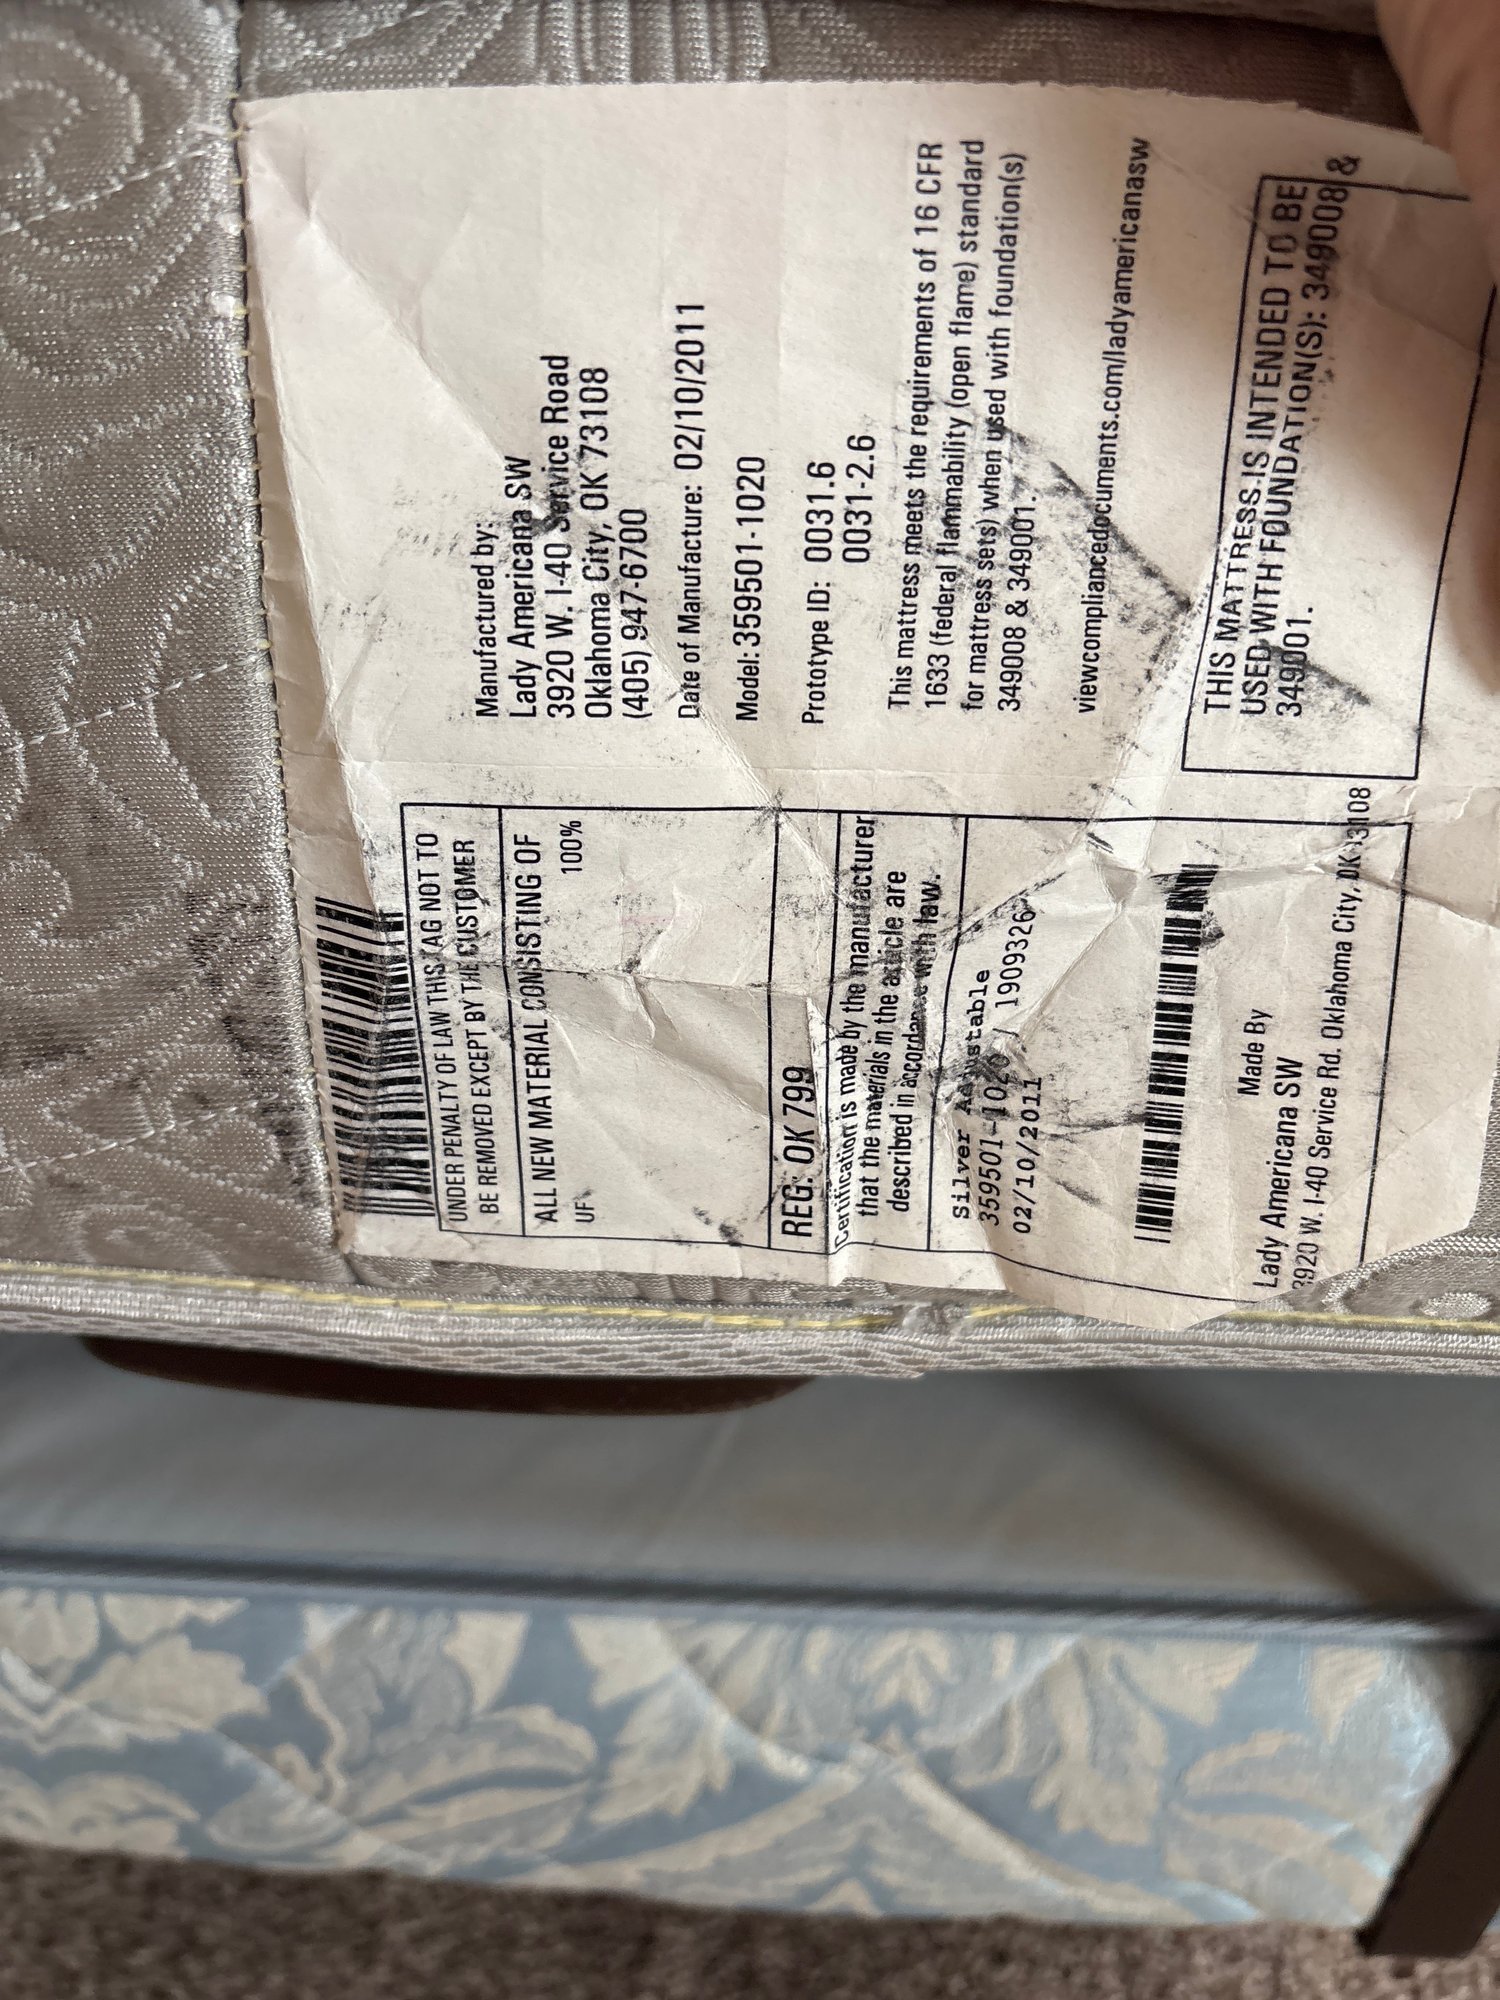 UNDER PENALTY OF LAW THIS TAG NOT TO
BE REMOVED EXCEPT BY THE CUSTOMER
ALL NEW MATERIAL CONSISTING OF
100%
UF
REG. OK 799
Certification is made by the manufacturer
that the materials in the article are
described in accordance with law.
Silver Adjustable
359501-1020 / 1909326
02/10/2011
Made By
Lady Americana SW
3920 W. I-40 Service Rd. Oklahoma City, OK 73108
Manufactured by:
Lady Americana SW
3920 W. I-40 Service Road
Oklahoma City, OK 73108
(405) 947-6700
Date of Manufacture: 02/10/2011
Model: 359501-1020
Prototype ID: 0031.6
0031-2.6
This mattress meets the requirements of 16 CFR
1633 (federal flammability (open flame) standard
for mattress sets) when used with foundation(s)
349008 & 349001.
viewcompliancedocuments.com/ladyamericanasw
THIS MATTRESS IS INTENDED TO BE
USED WITH FOUNDATION(S): 349008 &
349001.